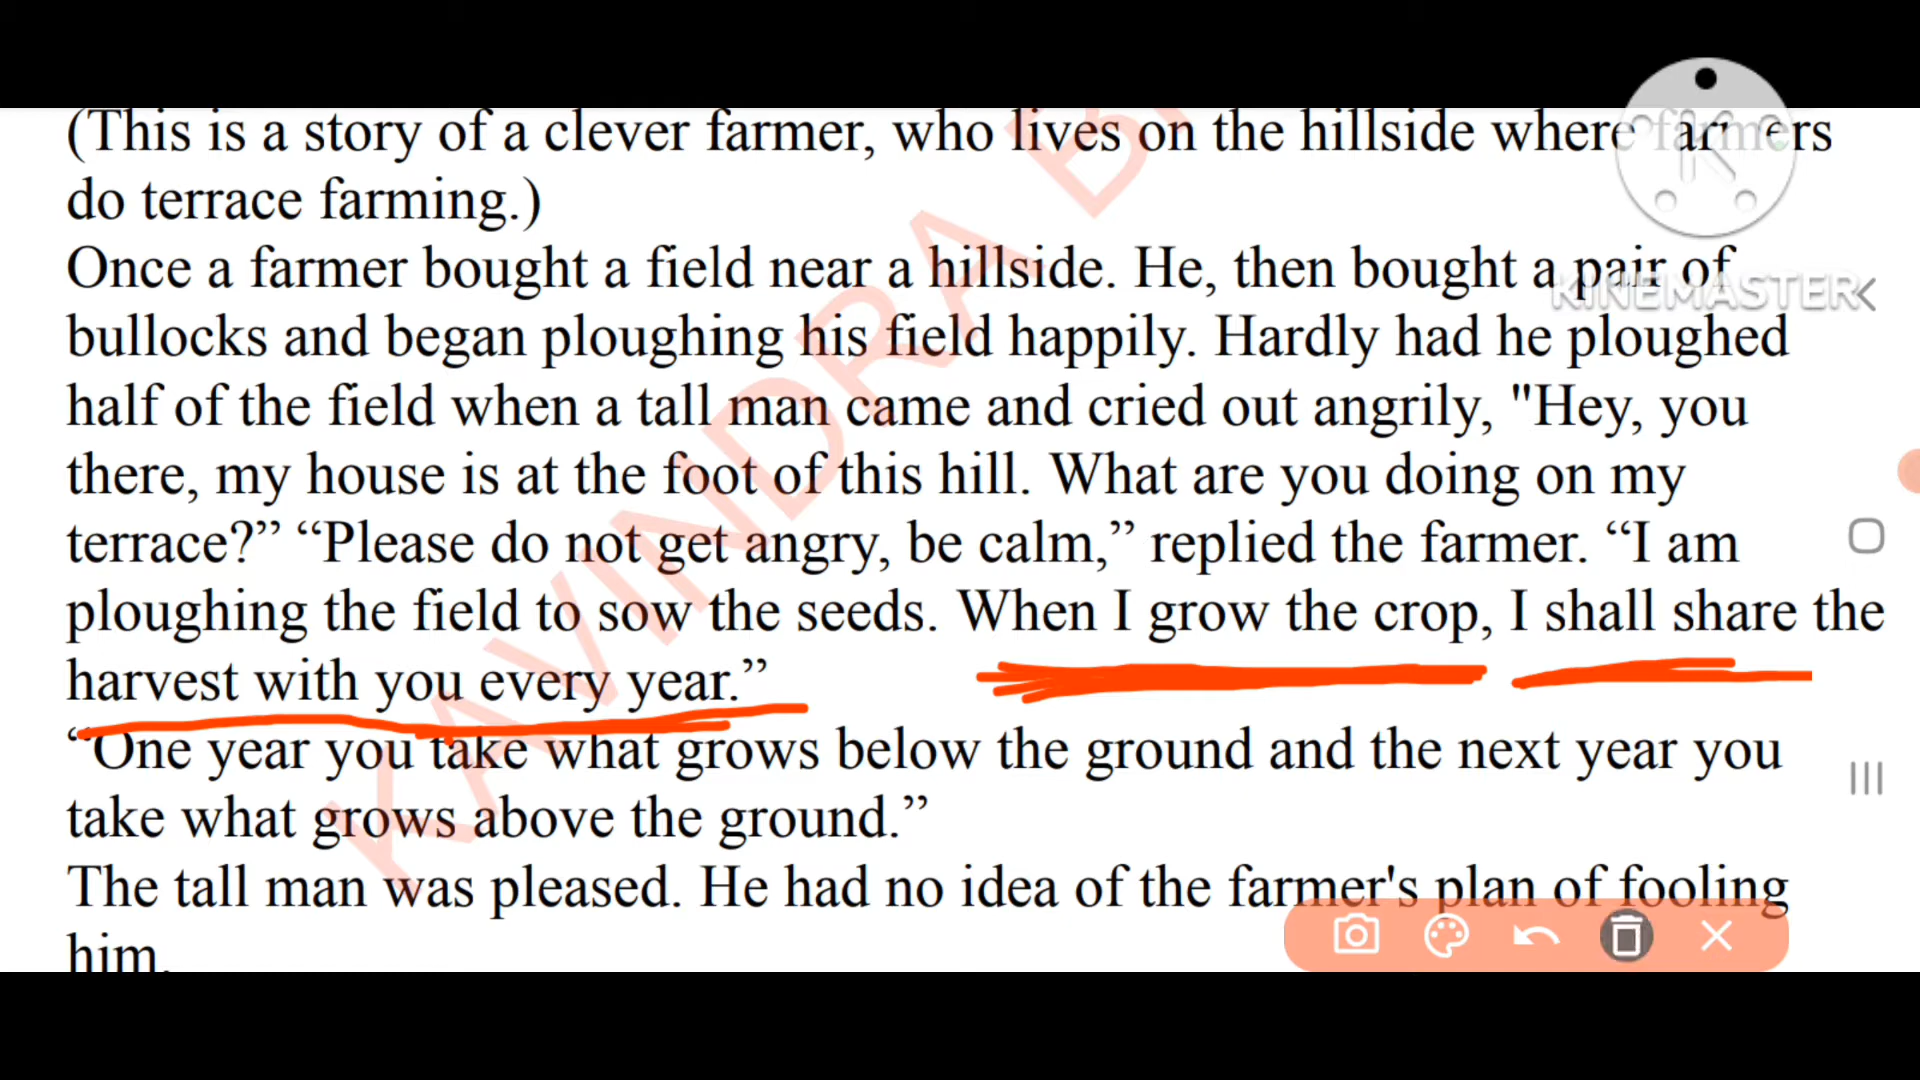 (This is a story of a clever farmer, who lives on the hillside where farmers
do terrace farming.)
Once a farmer bought a field near a hillside. He, then bought a pair of
KINEMASTER
bullocks and began ploughing his field happily. Hardly had he ploughed
half of the field when a tall man came and cried out angrily, "Hey, you
there, my house is at the foot of this hill. What are you doing on my
terrace?” “Please do not get angry, be calm,” replied the farmer. “I am
ploughing the field to sow the seeds. When I grow the crop, I shall share the
harvest with you every year.”
“One year you take what grows below the ground and the next year you
take what grows above the ground.”
The tall man was pleased. He had no idea of the farmer's plan of fooling
him.
KAVINDRA